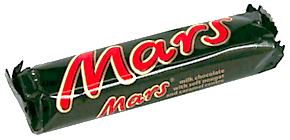 Mars
Mars
milk chocolate
with soft nougat
and caramel centre